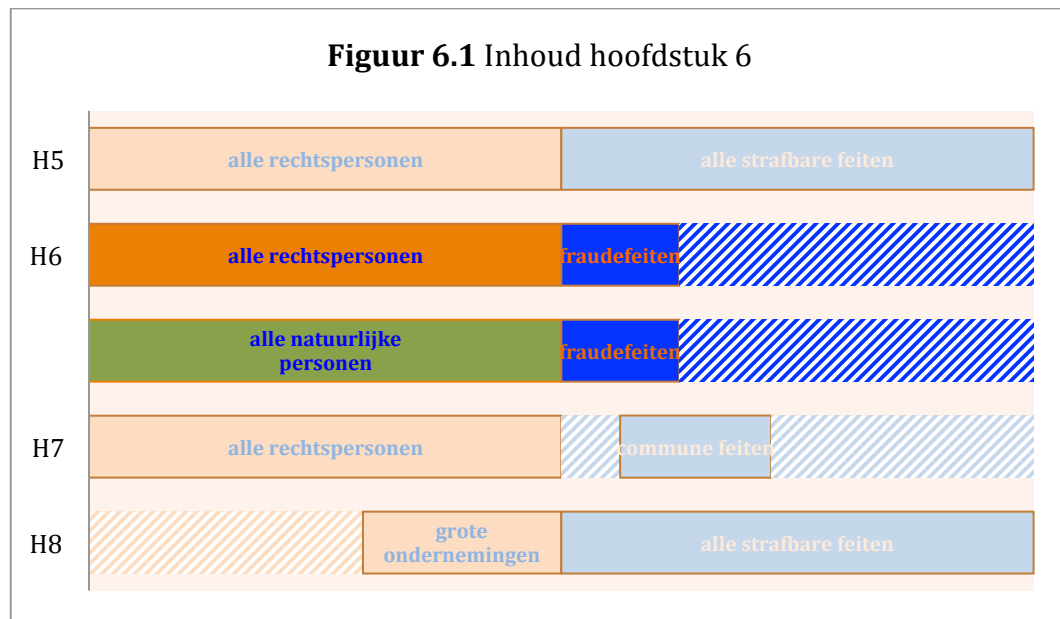 Figuur 6.1 Inhoud hoofdstuk 6
H5
alle rechtspersonen
alle strafbare feiten
H6
alle rechtspersonen
fraudefeiten
alle natuurlijke
personen
fraudefeiten
H7
alle rechtspersonen
commune feiten
H8
grote
ondernemingen
alle strafbare feiten